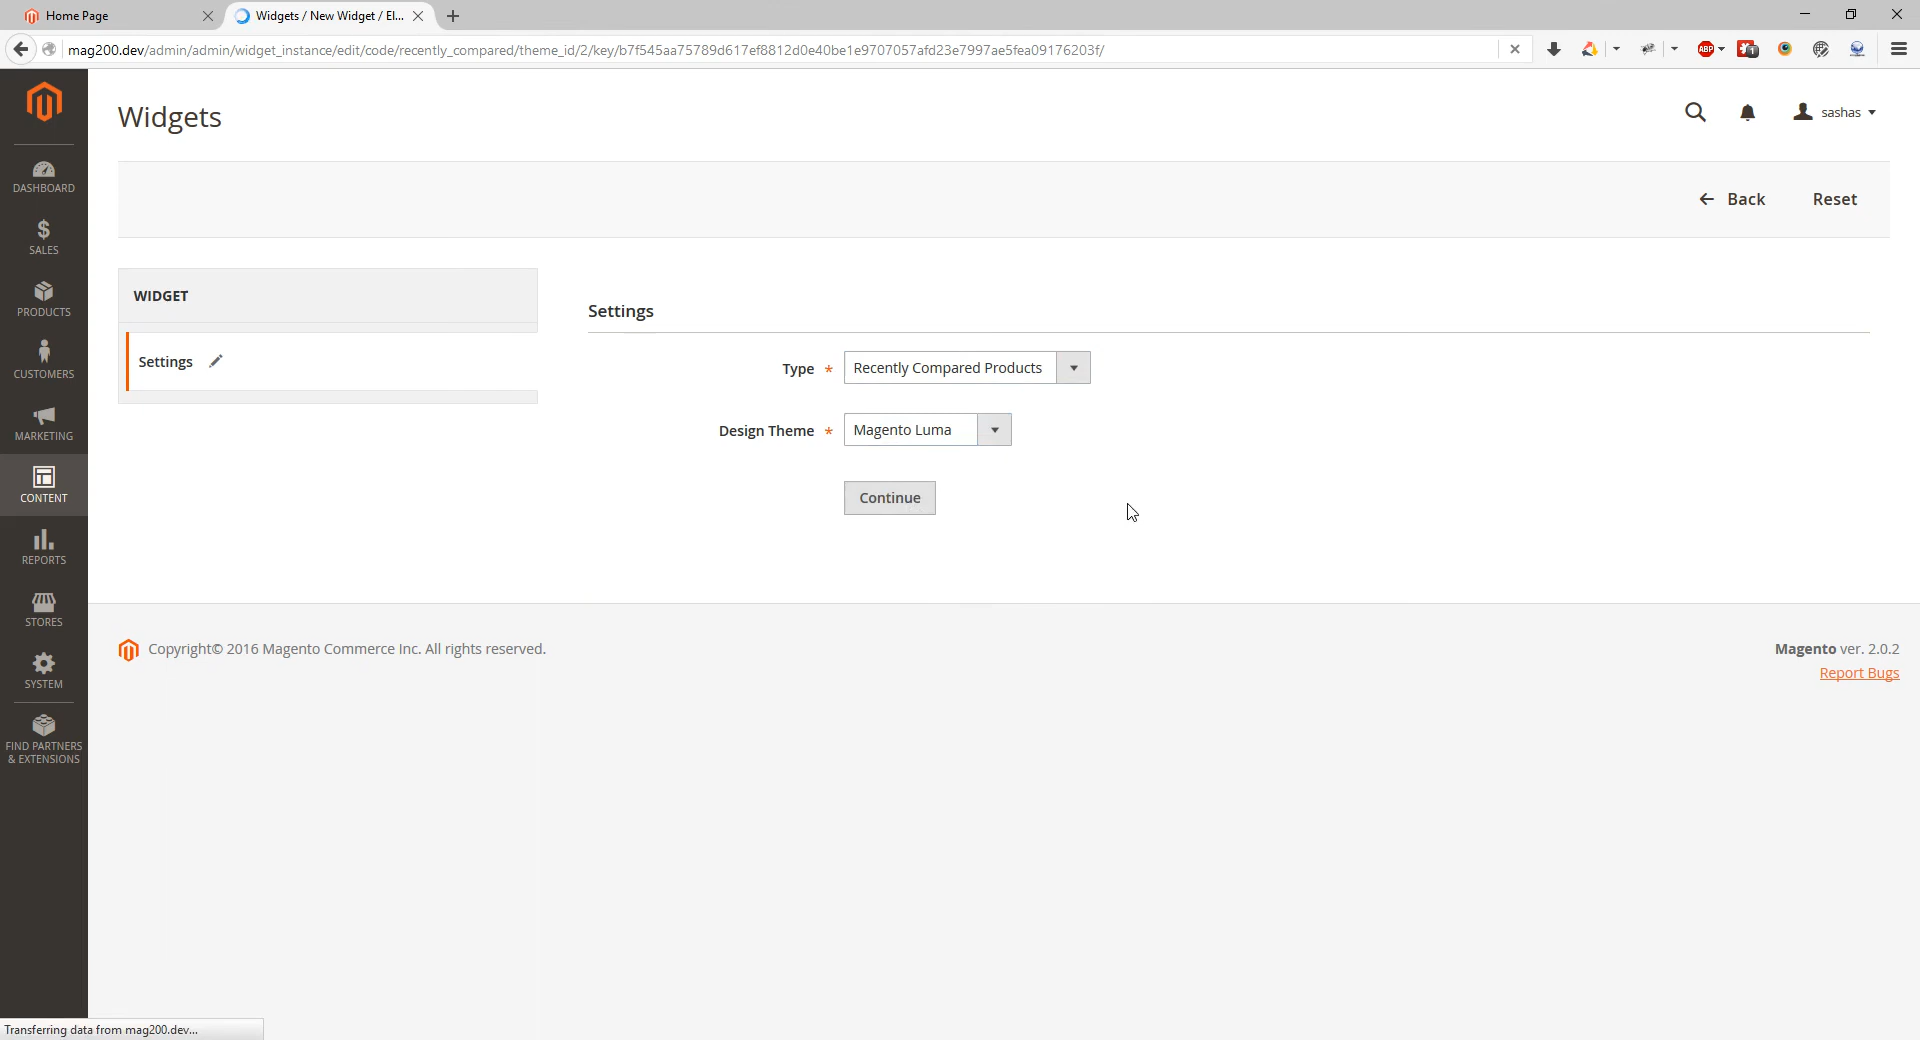 Home Page
Widgets / New Widget / El...
mag200.dev/admin/admin/widget_instance/edit/code/recently_compared/theme_id/2/key/b7f545aa75789d617ef8812d0e40be1e9707057afd23e7997ae5fea09176203f/
ABP
1
Widgets
sashas
Back
Reset
DASHBOARD
SALES
PRODUCTS
CUSTOMERS
MARKETING
CONTENT
REPORTS
STORES
SYSTEM
FIND PARTNERS
& EXTENSIONS
WIDGET
Settings
Settings
Type *
Recently Compared Products
Design Theme *
Magento Luma
Continue
Copyright© 2016 Magento Commerce Inc. All rights reserved.
Magento ver. 2.0.2
Report Bugs
Transferring data from mag200.dev...